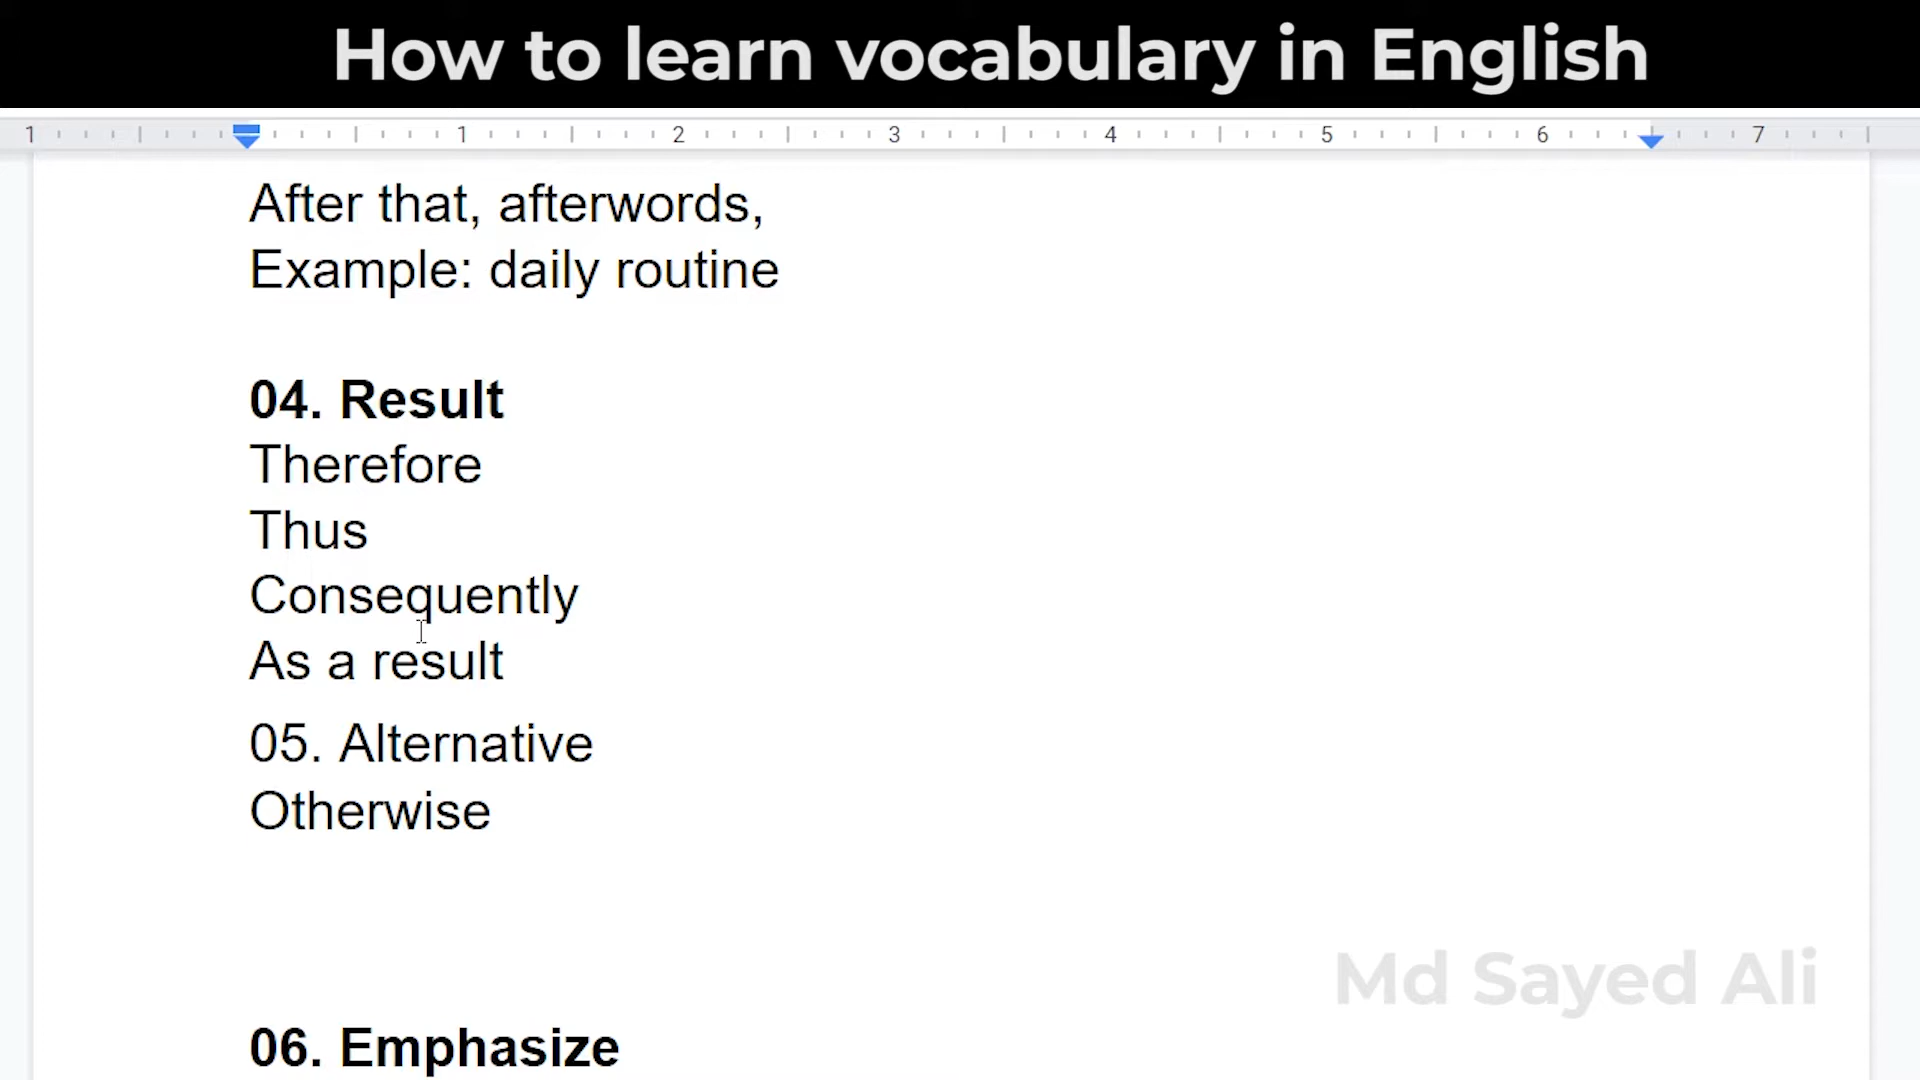 How to learn vocabulary in English
1 1 2 3 4 5 6 7
After that, afterwords,
Example: daily routine
04. Result
Therefore
Thus
Consequently
As a result
05. Alternative
Otherwise
Md Sayed Ali
06. Emphasize